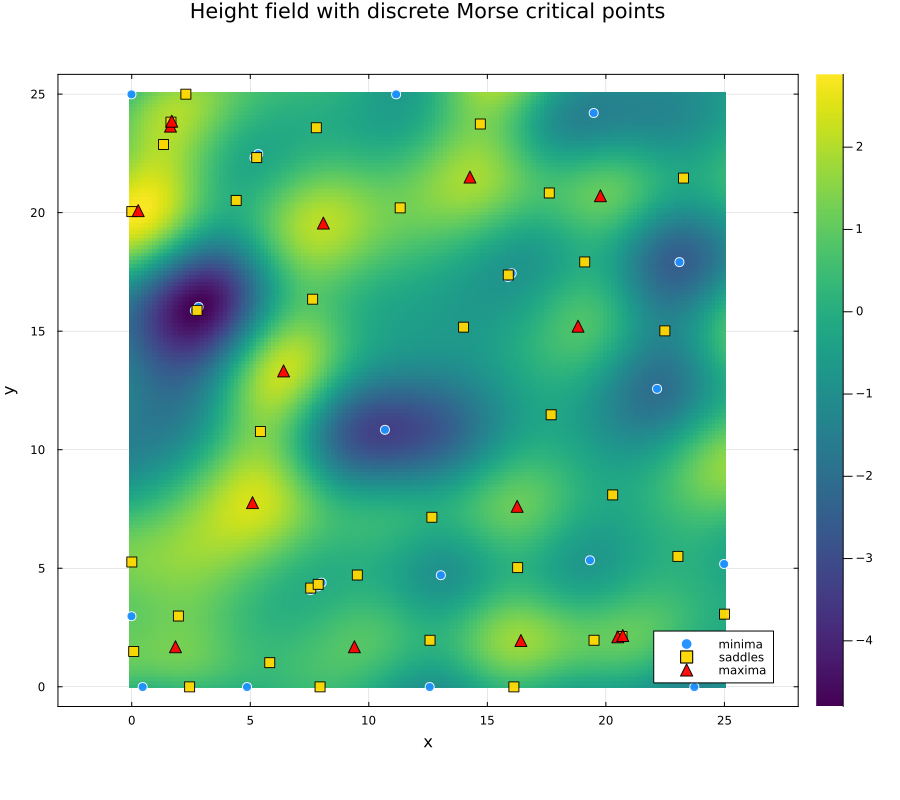 Height field with discrete Morse critical points
25
20
15
10
5
0
y
0 5 10 15 20 25
x
minima
saddles
maxima
2
1
0
−1
−2
−3
−4